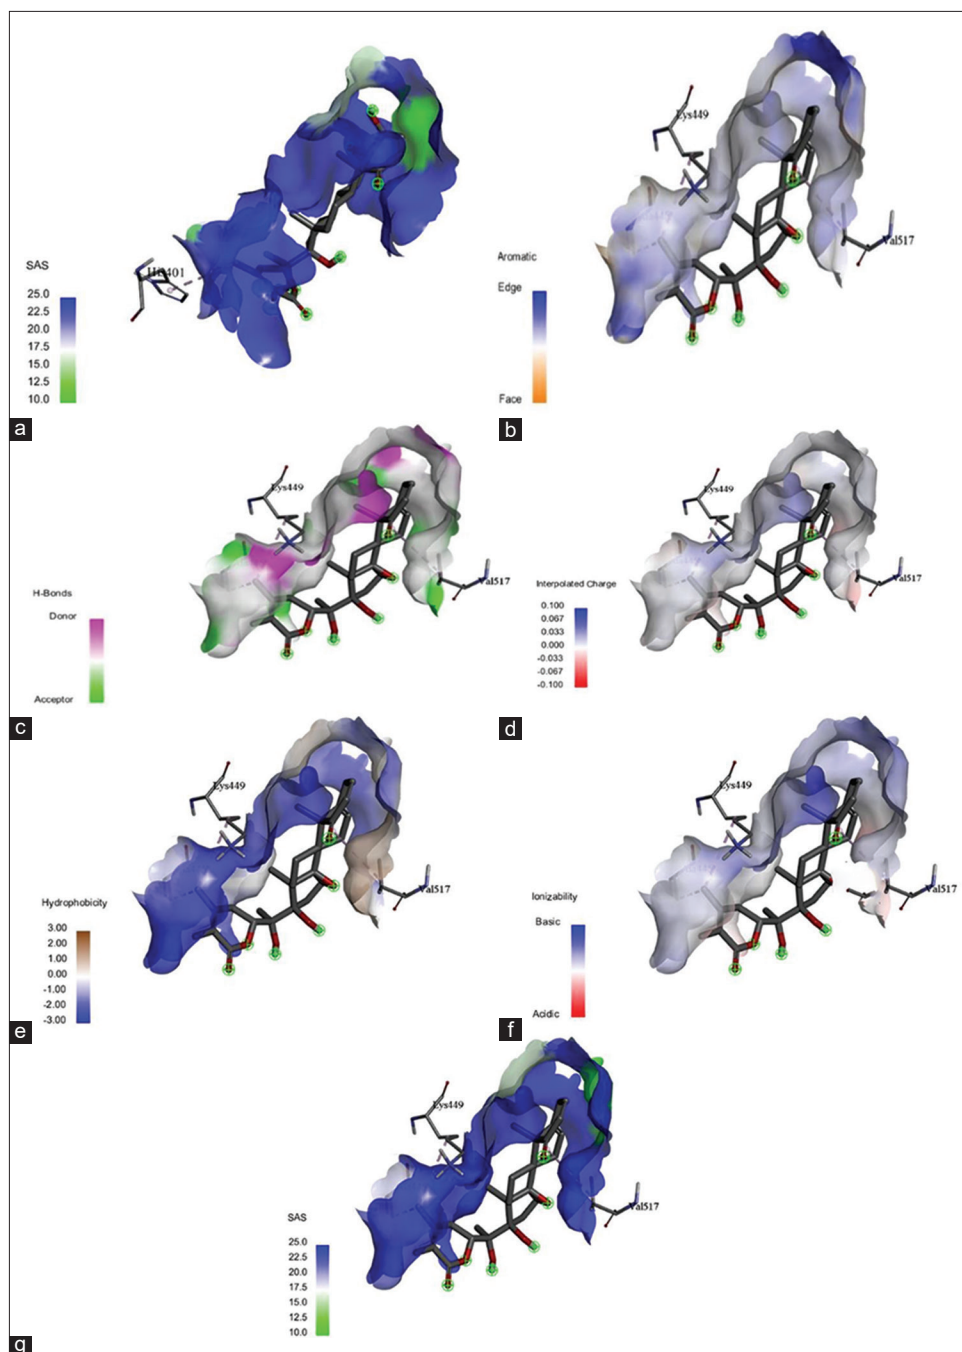 SAS
25.0
22.5
20.0
17.5
15.0
12.5
10.0
a
Lys449
Val517
Aromatic
Edge
Face
b
Lys449
Val517
H-Bonds
Donor
Acceptor
c
Lys449
Val517
Interpolated Charge
0.100
0.067
0.033
0.000
-0.033
-0.067
-0.100
d
Lys449
Val517
Hydrophobicity
3.00
2.00
1.00
0.00
-1.00
-2.00
-3.00
e
Lys449
Val517
Ionizability
Basic
Acidic
f
Lys449
Val517
SAS
25.0
22.5
20.0
17.5
15.0
12.5
10.0
g